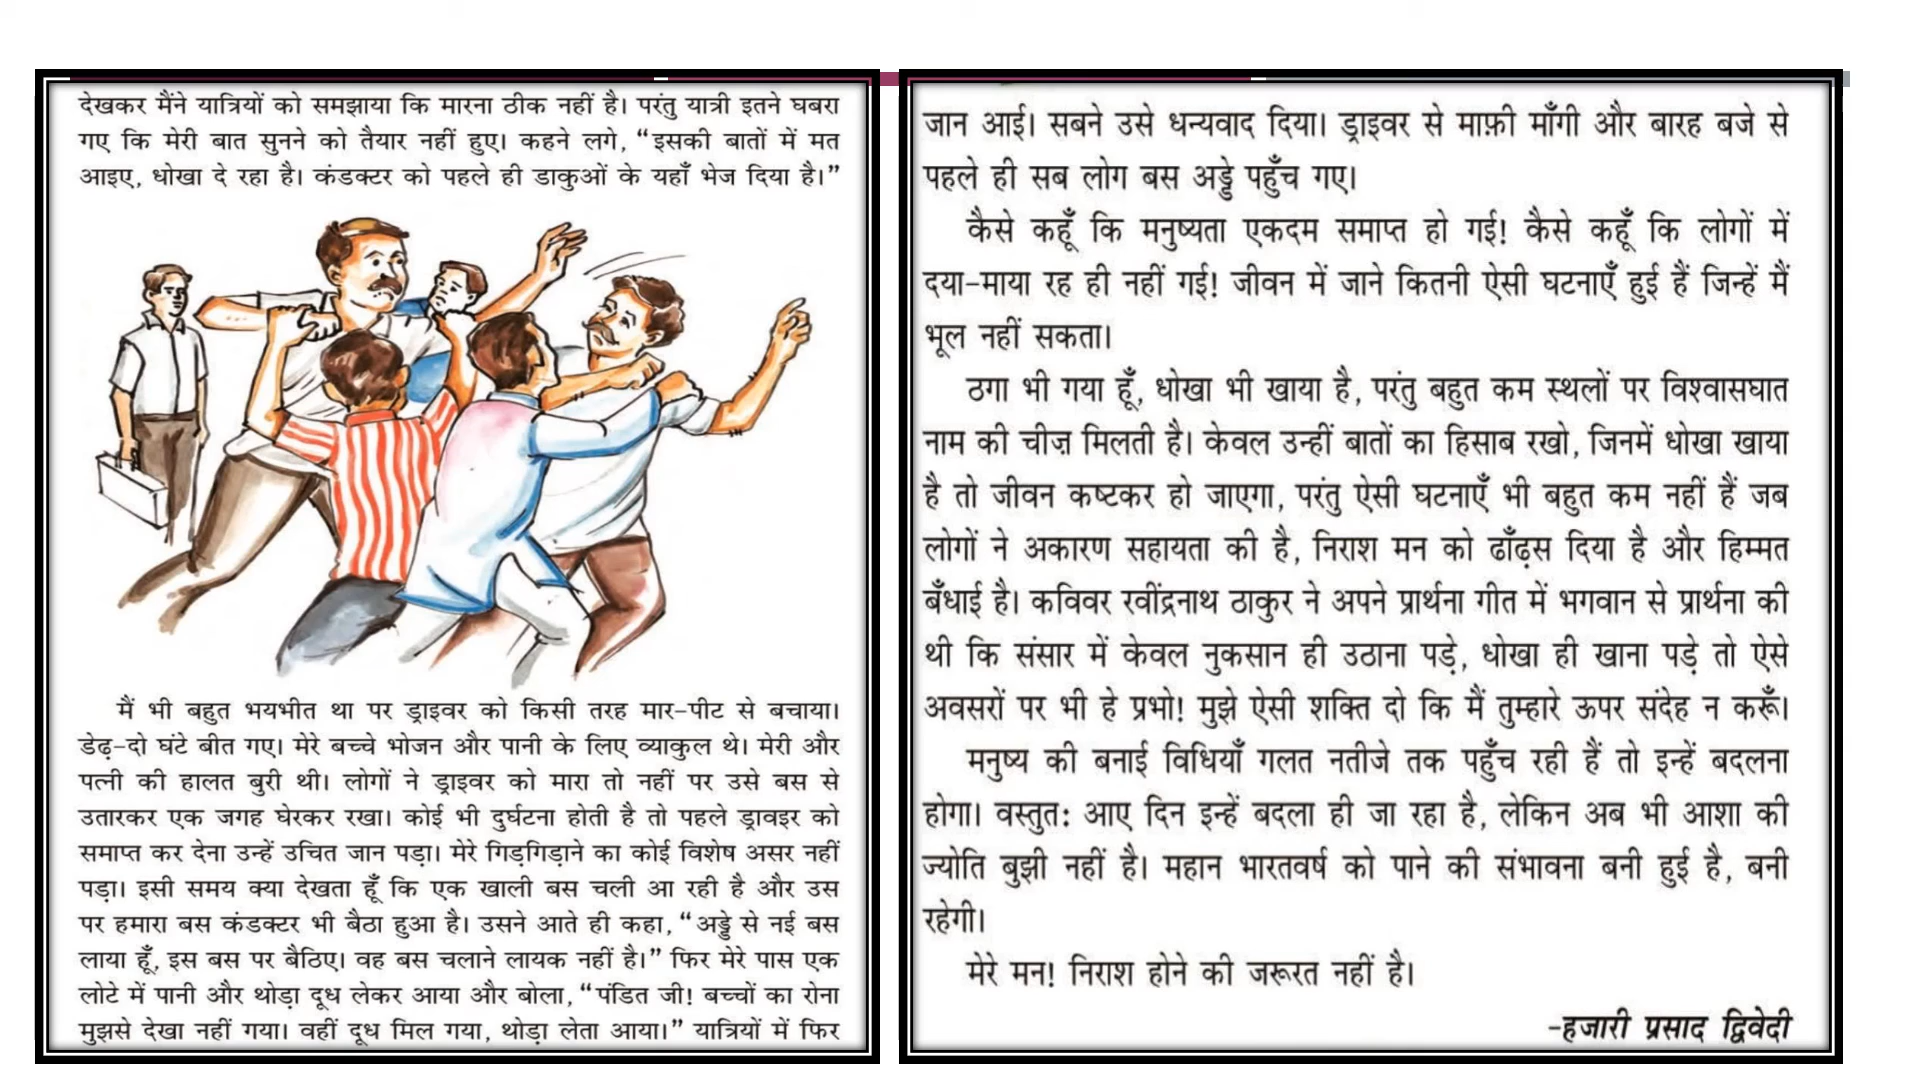 देखकर मैंने यात्रियों को समझाया कि मारना ठीक नहीं है। परंतु यात्री इतने घबरा
गए कि मेरी बात सुनने को तैयार नहीं हुए। कहने लगे, “इसकी बातों में मत
आइए, धोखा दे रहा है। कंडक्टर को पहले ही डाकुओं के यहाँ भेज दिया है।”
मैं भी बहुत भयभीत था पर ड्राइवर को किसी तरह मार-पीट से बचाया।
डेढ़-दो घंटे बीत गए। मेरे बच्चे भोजन और पानी के लिए व्याकुल थे। मेरी और
पत्नी की हालत बुरी थी। लोगों ने ड्राइवर को मारा तो नहीं पर उसे बस से
उतारकर एक जगह घेरकर रखा। कोई भी दुर्घटना होती है तो पहले ड्रावइर को
समाप्त कर देना उन्हें उचित जान पड़ा। मेरे गिड़गिड़ाने का कोई विशेष असर नहीं
पड़ा। इसी समय क्या देखता हूँ कि एक खाली बस चली आ रही है और उस
पर हमारा बस कंडक्टर भी बैठा हुआ है। उसने आते ही कहा, “अड्डे से नई बस
लाया हूँ, इस बस पर बैठिए। वह बस चलाने लायक नहीं है।” फिर मेरे पास एक
लोटे में पानी और थोड़ा दूध लेकर आया और बोला, “पंडित जी! बच्चों का रोना
मुझसे देखा नहीं गया। वहीं दूध मिल गया, थोड़ा लेता आया।” यात्रियों में फिर
जान आई। सबने उसे धन्यवाद दिया। ड्राइवर से माफ़ी माँगी और बारह बजे से
पहले ही सब लोग बस अड्डे पहुँच गए।
कैसे कहूँ कि मनुष्यता एकदम समाप्त हो गई! कैसे कहूँ कि लोगों में
दया-माया रह ही नहीं गई! जीवन में जाने कितनी ऐसी घटनाएँ हुई हैं जिन्हें मैं
भूल नहीं सकता।
ठगा भी गया हूँ, धोखा भी खाया है, परंतु बहुत कम स्थलों पर विश्वासघात
नाम की चीज़ मिलती है। केवल उन्हीं बातों का हिसाब रखो, जिनमें धोखा खाया
है तो जीवन कष्टकर हो जाएगा, परंतु ऐसी घटनाएँ भी बहुत कम नहीं हैं जब
लोगों ने अकारण सहायता की है, निराश मन को ढाँढ़स दिया है और हिम्मत
बँधाई है। कविवर रवींद्रनाथ ठाकुर ने अपने प्रार्थना गीत में भगवान से प्रार्थना की
थी कि संसार में केवल नुकसान ही उठाना पड़े, धोखा ही खाना पड़े तो ऐसे
अवसरों पर भी हे प्रभो! मुझे ऐसी शक्ति दो कि मैं तुम्हारे ऊपर संदेह न करूँ।
मनुष्य की बनाई विधियाँ गलत नतीजे तक पहुँच रही हैं तो इन्हें बदलना
होगा। वस्तुतः आए दिन इन्हें बदला ही जा रहा है, लेकिन अब भी आशा की
ज्योति बुझी नहीं है। महान भारतवर्ष को पाने की संभावना बनी हुई है, बनी
रहेगी।
मेरे मन! निराश होने की जरूरत नहीं है।
-हजारी प्रसाद द्विवेदी